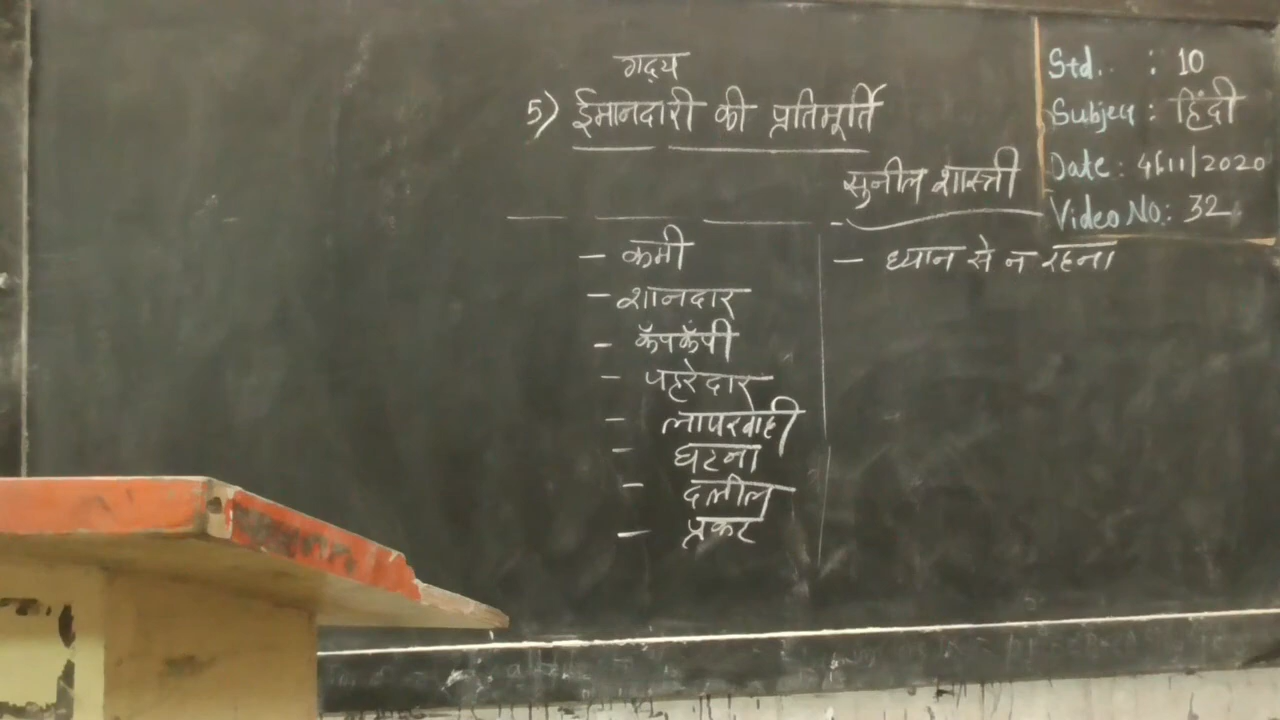 गद्य
5) ईमानदारी की प्रतिमूर्ति
सुनील शास्त्री
- कमी
- शानदार
- कँपकँपी
- पहरेदार
- लापरवाही
- घटना
- दलील
- प्रकट
- ध्यान से न रहना
Std. : 10
Subject : हिंदी
Date : 4/11/2020
Video No: 32